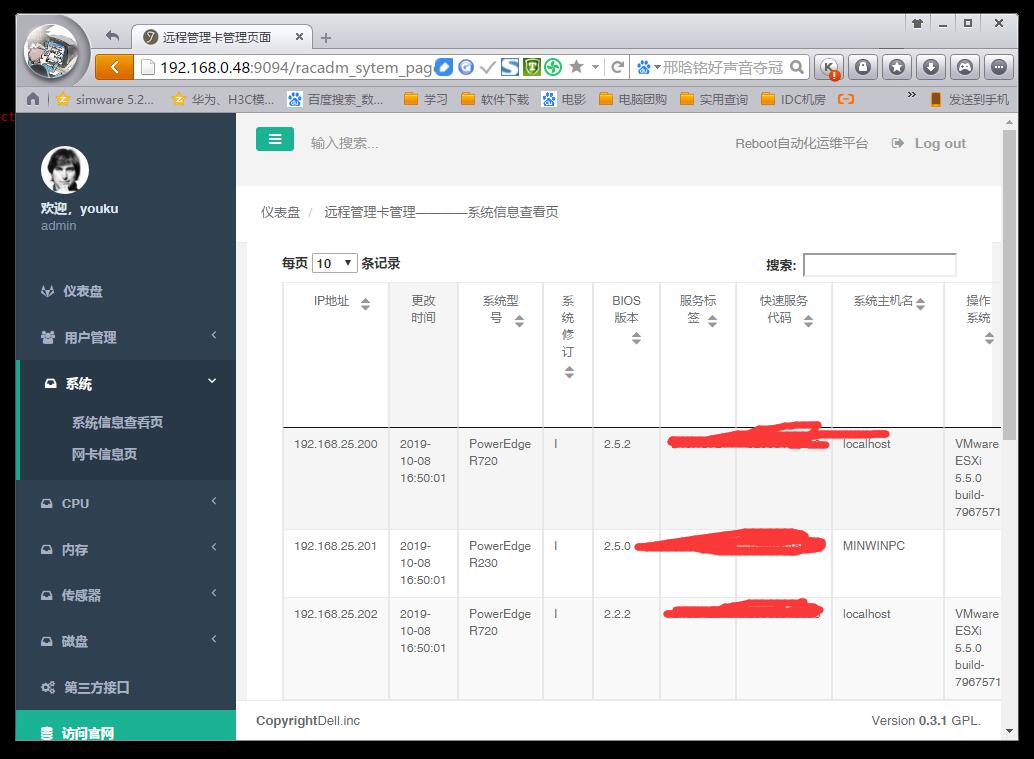 远程管理卡管理页面
192.168.0.48:9094/racadm_sytem_pag
邢晗铭好声音夺冠
simware 5.2...
华为、H3C模...
百度搜索_数...
学习
软件下载
电影
电脑团购
实用查询
IDC机房
发送到手机
ct
输入搜索...
Reboot自动化运维平台
Log out
欢迎，youku
admin
仪表盘
用户管理
系统
系统信息查看页
网卡信息页
CPU
内存
传感器
磁盘
第三方接口
访问官网
仪表盘 / 远程管理卡管理————系统信息查看页
每页 10 条记录
搜索:
IP地址 更改时间 系统型号 系统修订 BIOS版本 服务标签 快速服务代码 系统主机名 操作系统
192.168.25.200 2019-10-08 16:50:01 PowerEdge R720 I 2.5.2 localhost VMware ESXi 5.5.0 build-7967571
192.168.25.201 2019-10-08 16:50:01 PowerEdge R230 I 2.5.0 MINWINPC
192.168.25.202 2019-10-08 16:50:01 PowerEdge R720 I 2.2.2 localhost VMware ESXi 5.5.0 build-7967571
CopyrightDell.inc
Version 0.3.1 GPL.